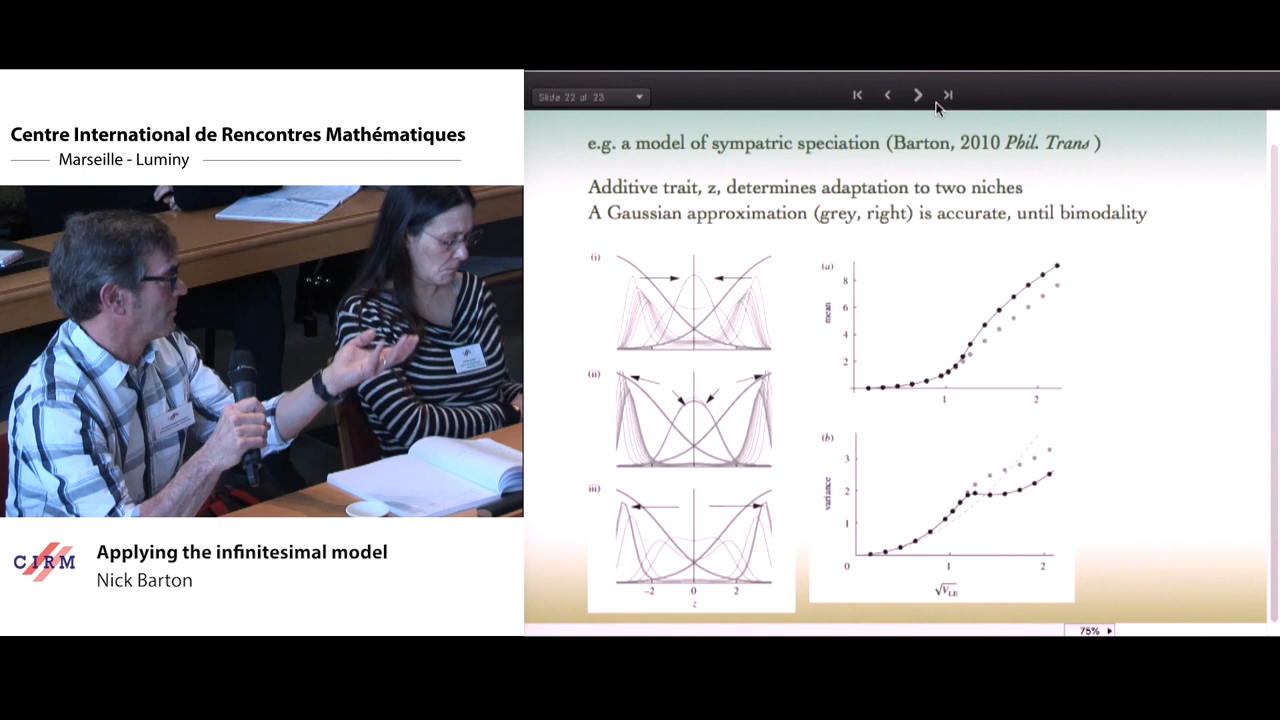 Centre International de Rencontres Mathématiques
Marseille - Luminy
CIRM
Applying the infinitesimal model
Nick Barton
Slide 22 of 23
e.g. a model of sympatric speciation (Barton, 2010 Phil. Trans )
Additive trait, z, determines adaptation to two niches
A Gaussian approximation (grey, right) is accurate, until bimodality
(i)
(ii)
(iii)
-2 0 2
z
(a)
mean
8
6
4
2
1 2
(b)
variance
3
2
1
0 1 2
√V_LE
75%